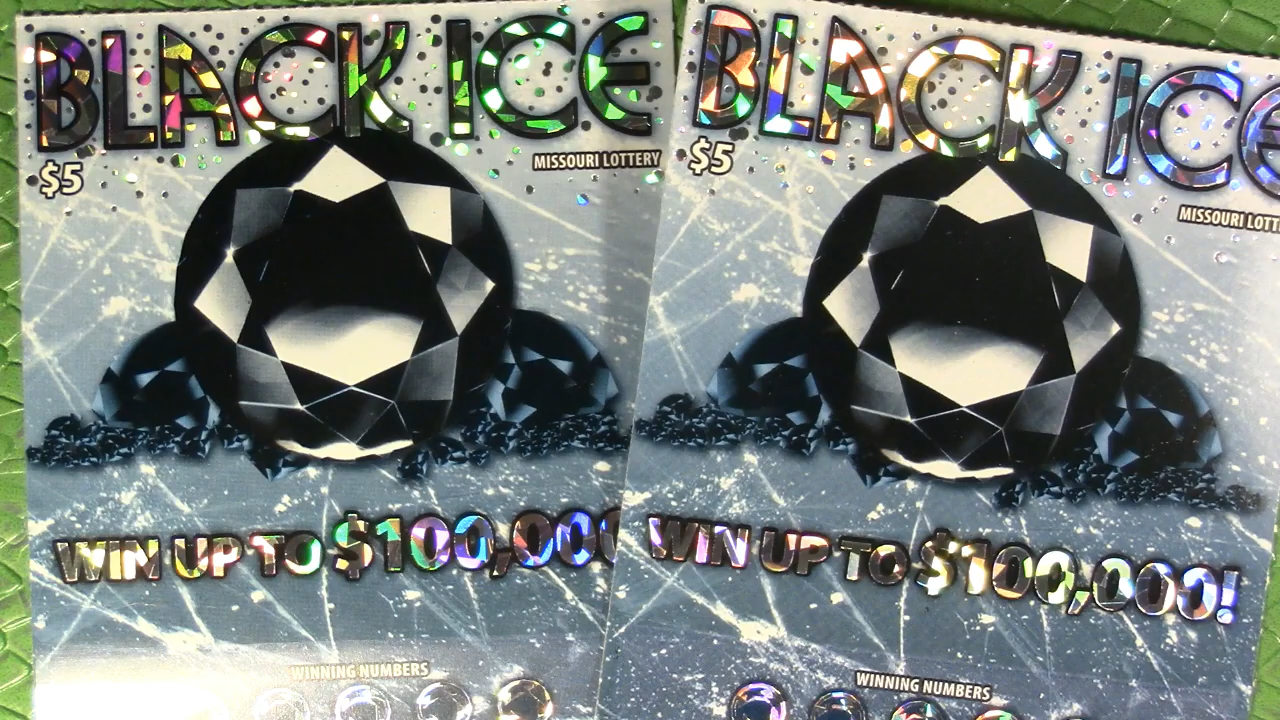 BLACK ICE
$5
MISSOURI LOTTERY
WIN UP TO $100,000
WINNING NUMBERS
BLACK ICE
$5
MISSOURI LOTT
WIN UP TO $100,000!
WINNING NUMBERS